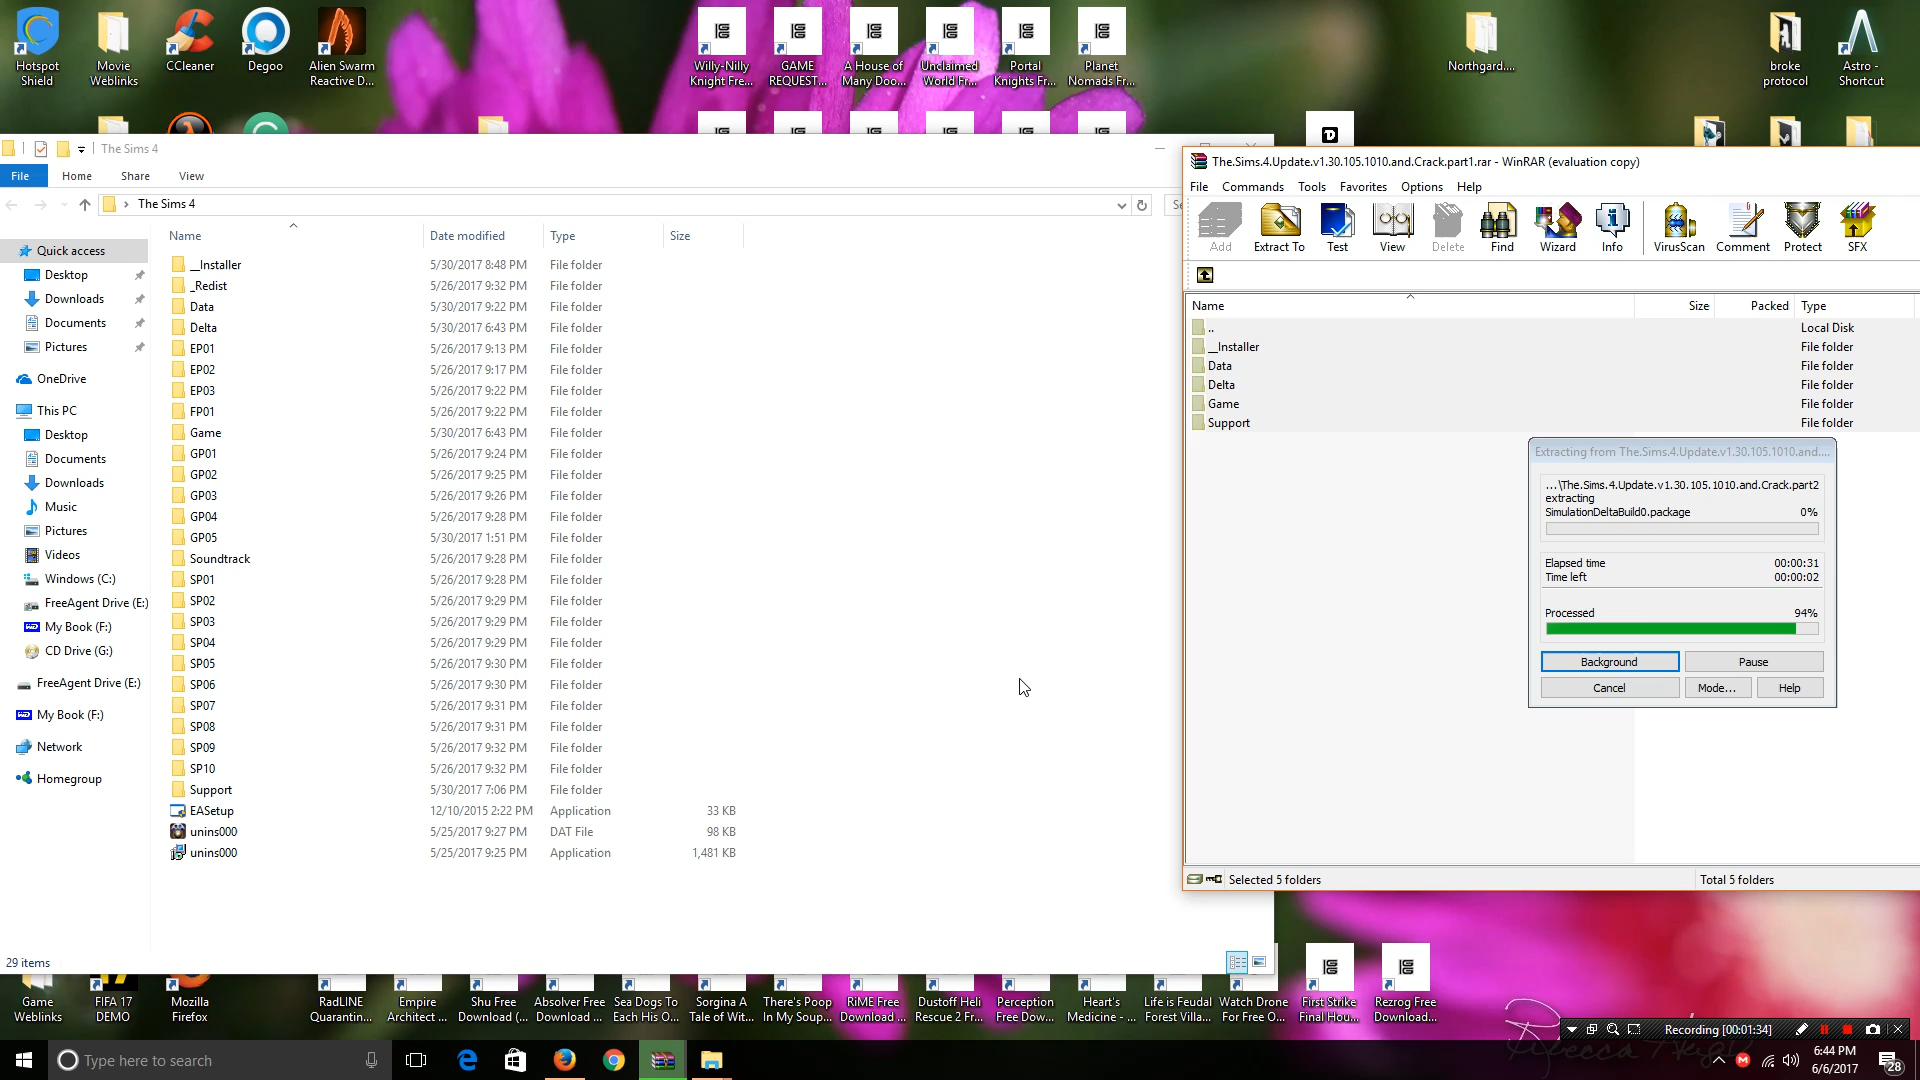 Hotspot Shield
Movie Weblinks
CCleaner
Degoo
Alien Swarm Reactive D...
Willy-Nilly Knight Fre...
GAME REQUEST...
A House of Many Doo...
Unclaimed World Fr...
Portal Knights Fr...
Planet Nomads Fr...
Northgard....
broke protocol
Astro - Shortcut
The Sims 4
File Home Share View
The Sims 4
Name Date modified Type Size
Quick access
Desktop
Downloads
Documents
Pictures
OneDrive
This PC
Desktop
Documents
Downloads
Music
Pictures
Videos
Windows (C:)
FreeAgent Drive (E:)
My Book (F:)
CD Drive (G:)
FreeAgent Drive (E:)
My Book (F:)
Network
Homegroup
__Installer 5/30/2017 8:48 PM File folder
_Redist 5/26/2017 9:32 PM File folder
Data 5/30/2017 9:22 PM File folder
Delta 5/30/2017 6:43 PM File folder
EP01 5/26/2017 9:13 PM File folder
EP02 5/26/2017 9:17 PM File folder
EP03 5/26/2017 9:22 PM File folder
FP01 5/26/2017 9:22 PM File folder
Game 5/30/2017 6:43 PM File folder
GP01 5/26/2017 9:24 PM File folder
GP02 5/26/2017 9:25 PM File folder
GP03 5/26/2017 9:26 PM File folder
GP04 5/26/2017 9:28 PM File folder
GP05 5/30/2017 1:51 PM File folder
Soundtrack 5/26/2017 9:28 PM File folder
SP01 5/26/2017 9:28 PM File folder
SP02 5/26/2017 9:29 PM File folder
SP03 5/26/2017 9:29 PM File folder
SP04 5/26/2017 9:29 PM File folder
SP05 5/26/2017 9:30 PM File folder
SP06 5/26/2017 9:30 PM File folder
SP07 5/26/2017 9:31 PM File folder
SP08 5/26/2017 9:31 PM File folder
SP09 5/26/2017 9:32 PM File folder
SP10 5/26/2017 9:32 PM File folder
Support 5/30/2017 7:06 PM File folder
EASetup 12/10/2015 2:22 PM Application 33 KB
unins000 5/25/2017 9:27 PM DAT File 98 KB
unins000 5/25/2017 9:25 PM Application 1,481 KB
29 items
The.Sims.4.Update.v1.30.105.1010.and.Crack.part1.rar - WinRAR (evaluation copy)
File Commands Tools Favorites Options Help
Add Extract To Test View Delete Find Wizard Info VirusScan Comment Protect SFX
Name Size Packed Type
.. Local Disk
__Installer File folder
Data File folder
Delta File folder
Game File folder
Support File folder
Extracting from The.Sims.4.Update.v1.30.105.1010.and....
...\The.Sims.4.Update.v1.30.105.1010.and.Crack.part2
extracting
SimulationDeltaBuild0.package 0%
Elapsed time 00:00:31
Time left 00:00:02
Processed 94%
Background Pause
Cancel Mode... Help
Selected 5 folders Total 5 folders
Game Weblinks
FIFA 17 DEMO
Mozilla Firefox
RadLINE Quarantin...
Empire Architect ...
Shu Free Download (...
Absolver Free Download ...
Sea Dogs To Each His O...
Sorgina A Tale of Wit...
There's Poop In My Soup...
RiME Free Download ...
Dustoff Heli Rescue 2 Fr...
Perception Free Dow...
Heart's Medicine - ...
Life is Feudal Forest Villa...
Watch Drone For Free O...
First Strike Final Hou...
Rezrog Free Download...
Recording [00:01:34]
Type here to search
6:44 PM
6/6/2017
28